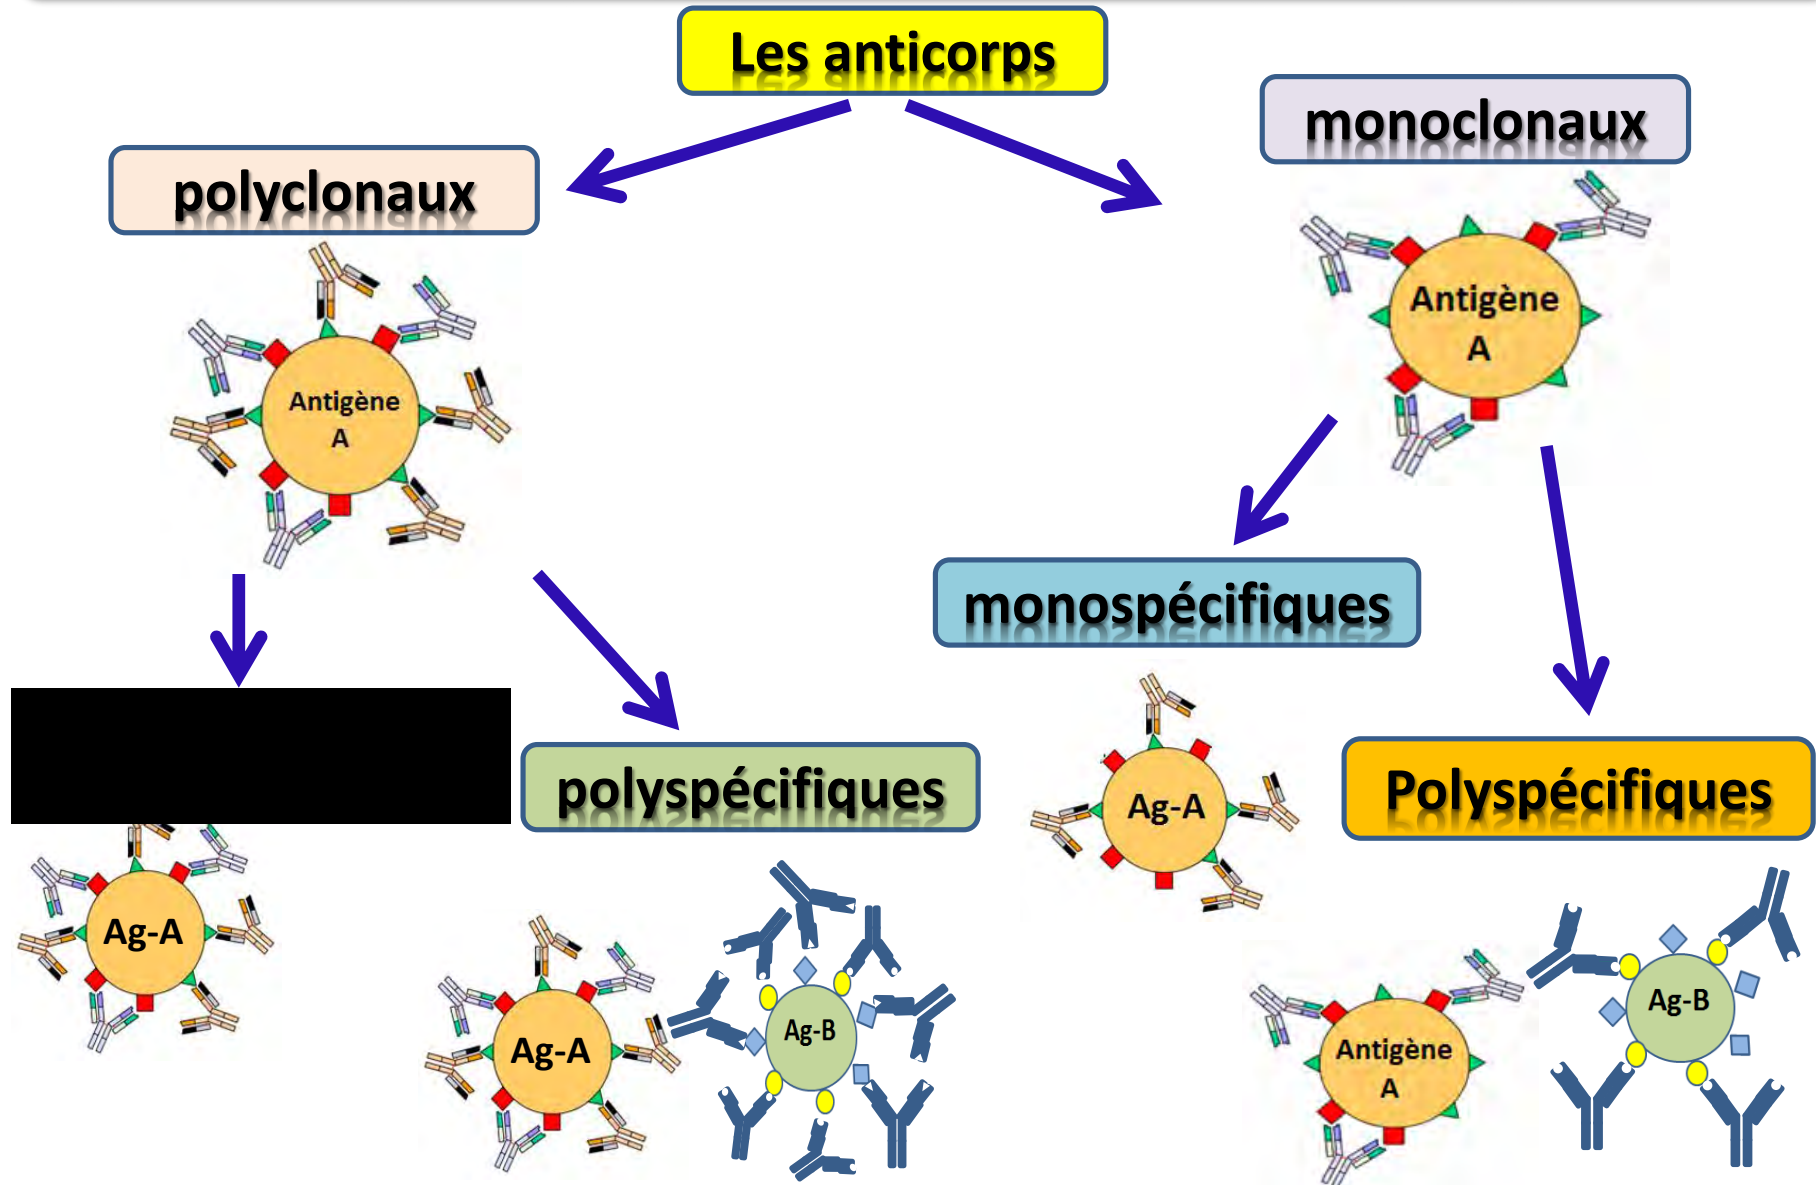 Les anticorps
monoclonaux
polyclonaux
Antigène
A
Antigène
A
monospécifiques
polyspécifiques
Polyspécifiques
Ag-A
Ag-A
Ag-A
Ag-B
Antigène
A
Ag-B